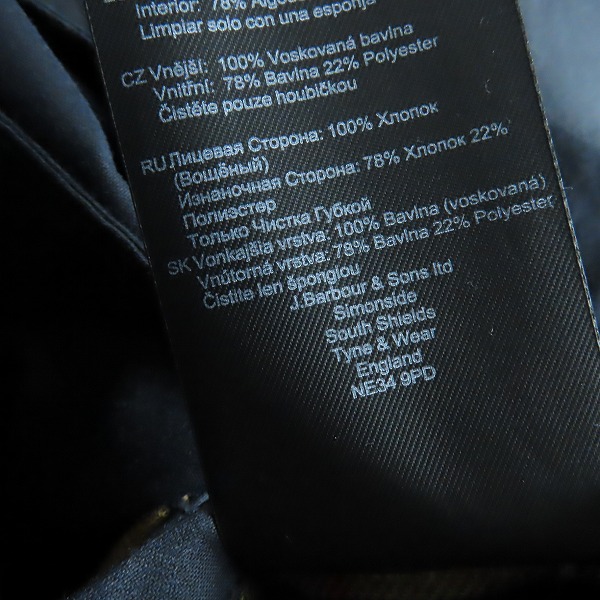 Interior: 78% Algod
Limpiar solo con una esponja
CZ Vnější: 100% Voskovaná bavlna
Vnitřní: 78% Bavlna 22% Polyester
Čistěte pouze houbičkou
RU Лицевая Сторона: 100% Хлопок
(Вощёный)
Изнаночная Сторона: 78% Хлопок 22%
Полиэстер
Только Чистка Губкой
SK Vonkajšia vrstva: 100% Bavlna (voskovaná)
Vnútorná vrstva: 78% Bavlna 22% Polyester
Čistite len špongiou
J.Barbour & Sons ltd
Simonside
South Shields
Tyne & Wear
England
NE34 9PD